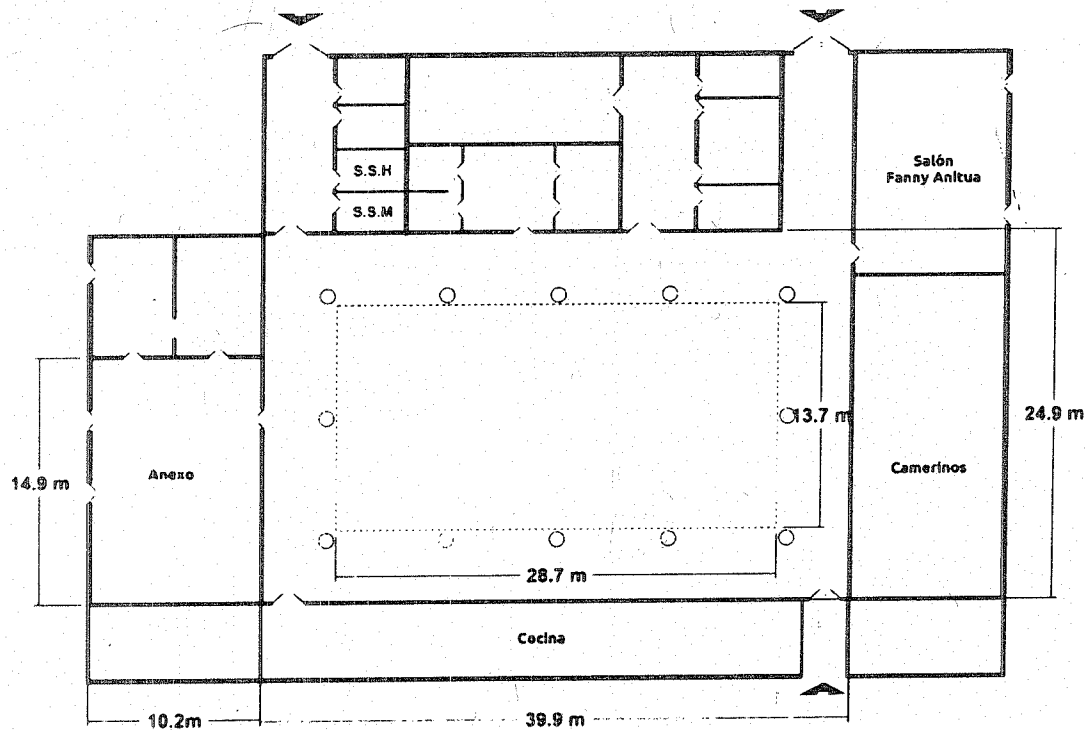 S.S.H
S.S.M
Salón
Fanny Anitua
13.7 m
24.9 m
14.9 m
Anexo
Camerinos
28.7 m
Cocina
10.2m
39.9 m